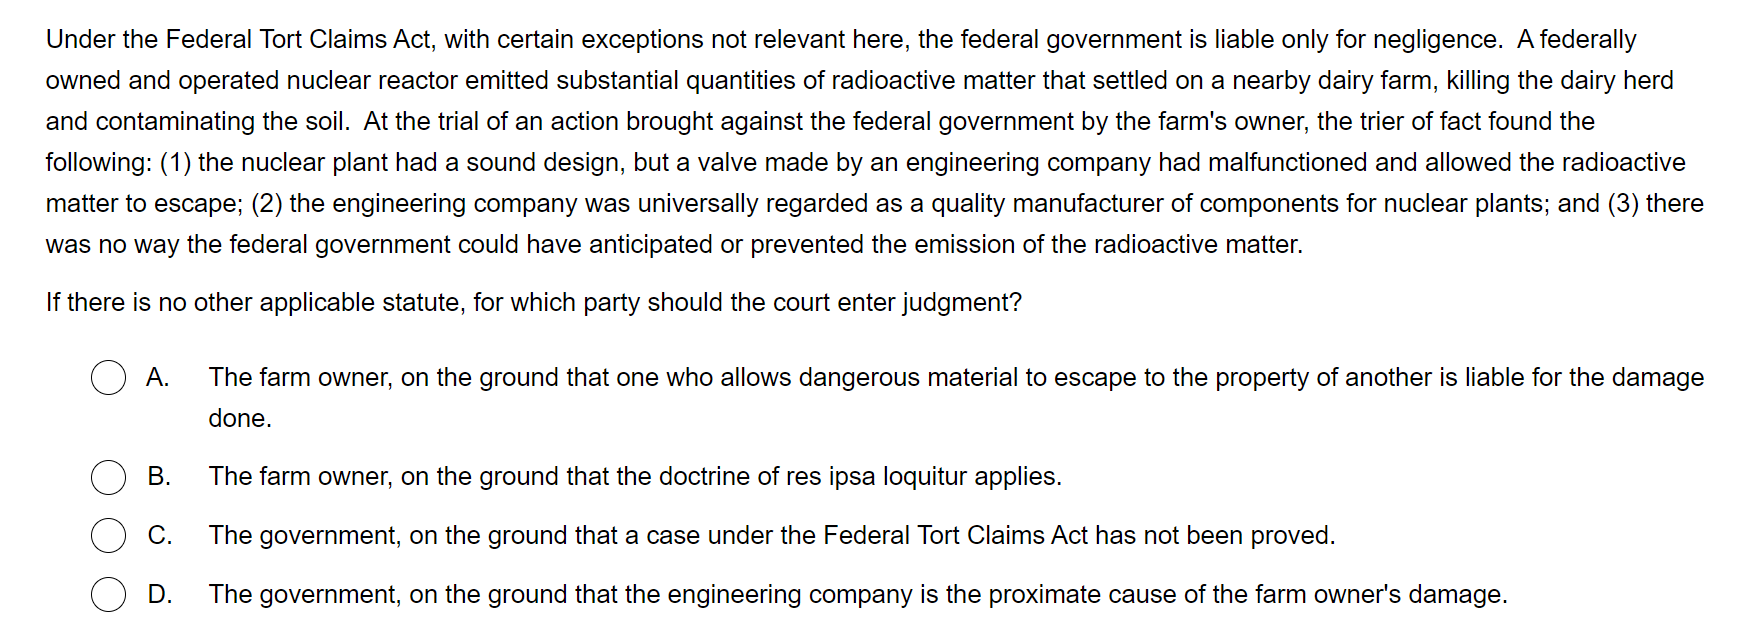 Under the Federal Tort Claims Act, with certain exceptions not relevant here, the federal government is liable only for negligence.  A federally
owned and operated nuclear reactor emitted substantial quantities of radioactive matter that settled on a nearby dairy farm, killing the dairy herd
and contaminating the soil.  At the trial of an action brought against the federal government by the farm's owner, the trier of fact found the
following: (1) the nuclear plant had a sound design, but a valve made by an engineering company had malfunctioned and allowed the radioactive
matter to escape; (2) the engineering company was universally regarded as a quality manufacturer of components for nuclear plants; and (3) there
was no way the federal government could have anticipated or prevented the emission of the radioactive matter.
If there is no other applicable statute, for which party should the court enter judgment?
A. The farm owner, on the ground that one who allows dangerous material to escape to the property of another is liable for the damage
done.
B. The farm owner, on the ground that the doctrine of res ipsa loquitur applies.
C. The government, on the ground that a case under the Federal Tort Claims Act has not been proved.
D. The government, on the ground that the engineering company is the proximate cause of the farm owner's damage.